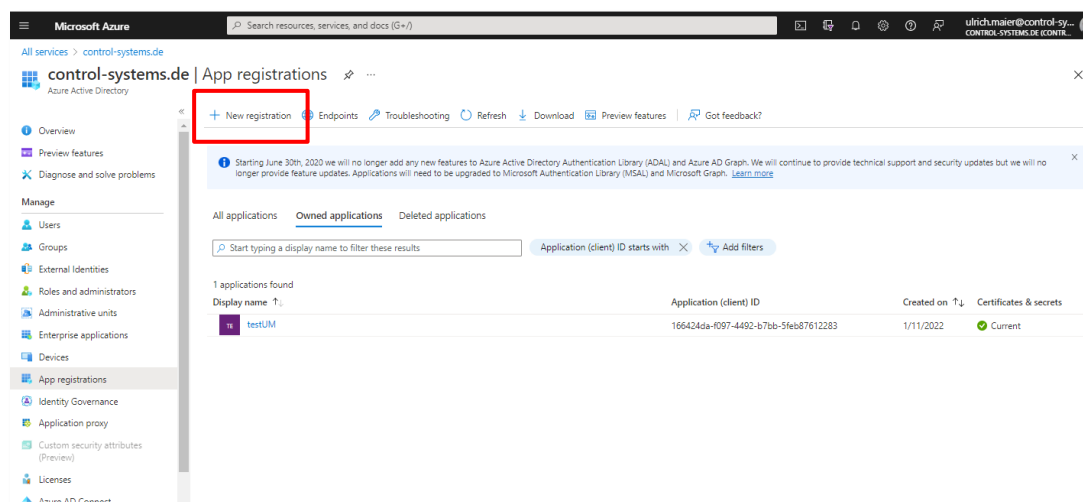 Microsoft Azure
Search resources, services, and docs (G+/)
ulrich.maier@control-sy...
CONTROL-SYSTEMS.DE (CONTR...
All services > control-systems.de
control-systems.de | App registrations
Azure Active Directory
New registration Endpoints Troubleshooting Refresh Download Preview features Got feedback?
Overview
Preview features
Diagnose and solve problems
Manage
Users
Groups
External Identities
Roles and administrators
Administrative units
Enterprise applications
Devices
App registrations
Identity Governance
Application proxy
Custom security attributes
(Preview)
Licenses
Azure AD Connect
Starting June 30th, 2020 we will no longer add any new features to Azure Active Directory Authentication Library (ADAL) and Azure AD Graph. We will continue to provide technical support and security updates but we will no
longer provide feature updates. Applications will need to be upgraded to Microsoft Authentication Library (MSAL) and Microsoft Graph. Learn more
All applications Owned applications Deleted applications
Start typing a display name to filter these results
Application (client) ID starts with
Add filters
1 applications found
Display name Application (client) ID Created on Certificates & secrets
TE testUM 166424da-f097-4492-b7bb-5feb87612283 1/11/2022 Current